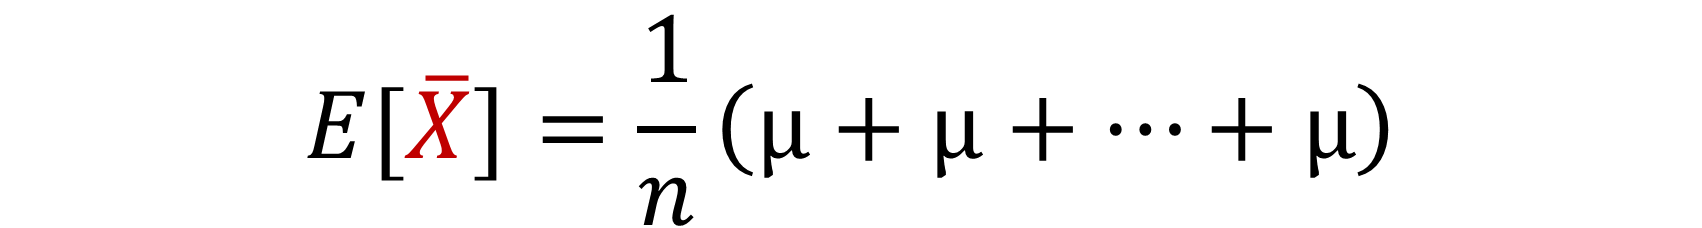 E[X̄] = 1/n (μ + μ + ⋯ + μ)